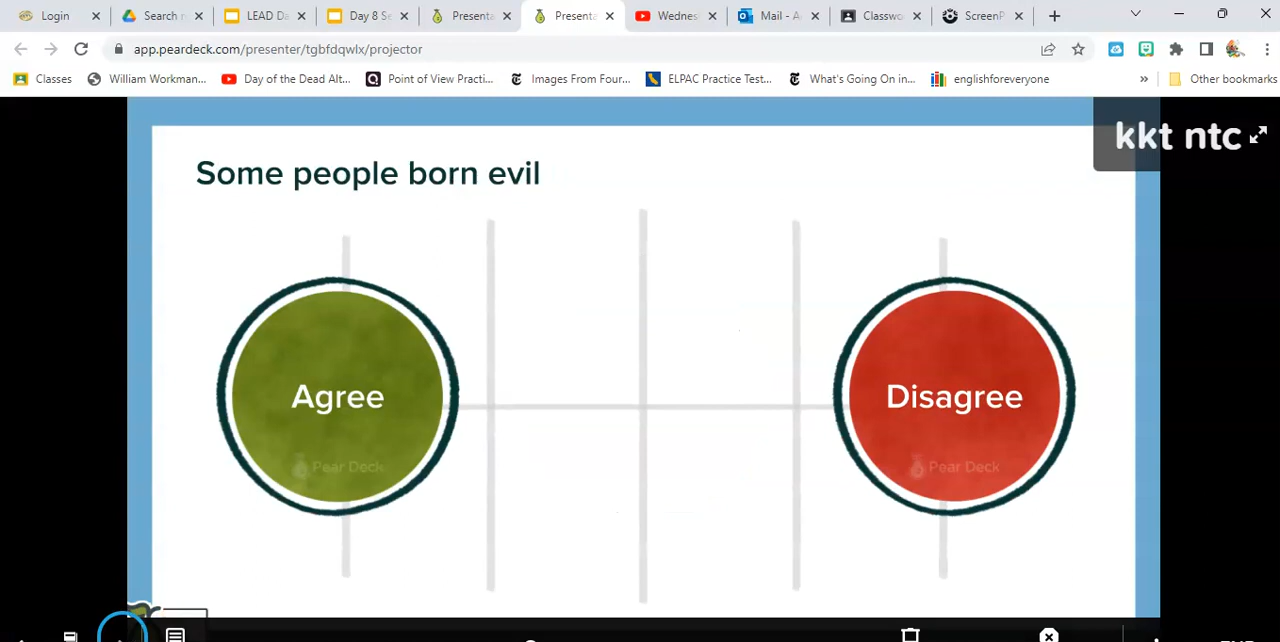 Login
Search r
LEAD Da
Day 8 Se
Presenta
Presenta
Wednes
Mail - A
Classwo
ScreenP
app.peardeck.com/presenter/tgbfdqwlx/projector
Classes
William Workman...
Day of the Dead Alt...
Point of View Practi...
Images From Four...
ELPAC Practice Test...
What's Going On in...
englishforeveryone
»
Other bookmarks
kkt ntc
Some people born evil
Agree
Disagree
Pear Deck
Pear Deck